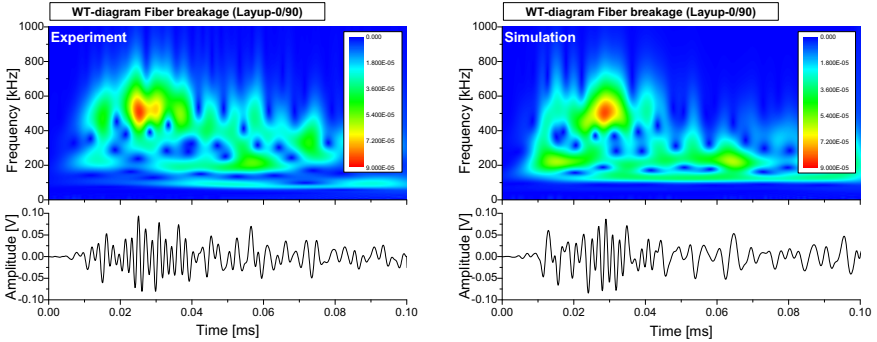 WT-diagram Fiber breakage (Layup-0/90)
Experiment
Frequency [kHz]
1000
800
600
400
200
0
0.000
1.800E-05
3.600E-05
5.400E-05
7.200E-05
9.000E-05
Amplitude [V]
0.10
0.05
0.00
-0.05
-0.10
0.00 0.02 0.04 0.06 0.08 0.10
Time [ms]
WT-diagram Fiber breakage (Layup-0/90)
Simulation
Frequency [kHz]
1000
800
600
400
200
0
0.000
1.800E-05
3.600E-05
5.400E-05
7.200E-05
9.000E-05
Amplitude [V]
0.10
0.05
0.00
-0.05
-0.10
0.00 0.02 0.04 0.06 0.08 0.10
Time [ms]